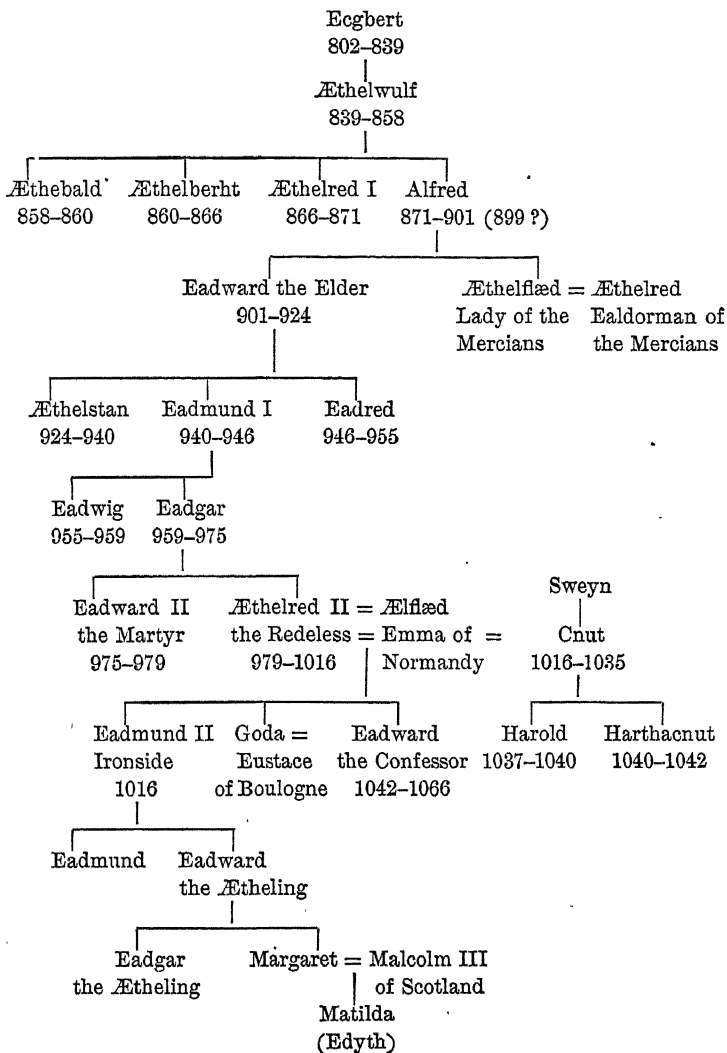 Ecgbert
802–839
Æthelwulf
839–858
Æthebald Æthelberht Æthelred I Alfred
858–860 860–866 866–871 871–901 (899 ?)
Eadward the Elder Æthelflæd = Æthelred
901–924 Lady of the Ealdorman of
Mercians the Mercians
Æthelstan Eadmund I Eadred
924–940 940–946 946–955
Eadwig Eadgar
955–959 959–975
Sweyn
Eadward II Æthelred II = Ælflæd
the Martyr the Redeless = Emma of = Cnut
975–979 979–1016 Normandy 1016–1035
Eadmund II Goda = Eadward Harold Harthacnut
Ironside Eustace the Confessor 1037–1040 1040–1042
1016 of Boulogne 1042–1066
Eadmund Eadward
the Ætheling
Eadgar Margaret = Malcolm III
the Ætheling of Scotland
Matilda
(Edyth)